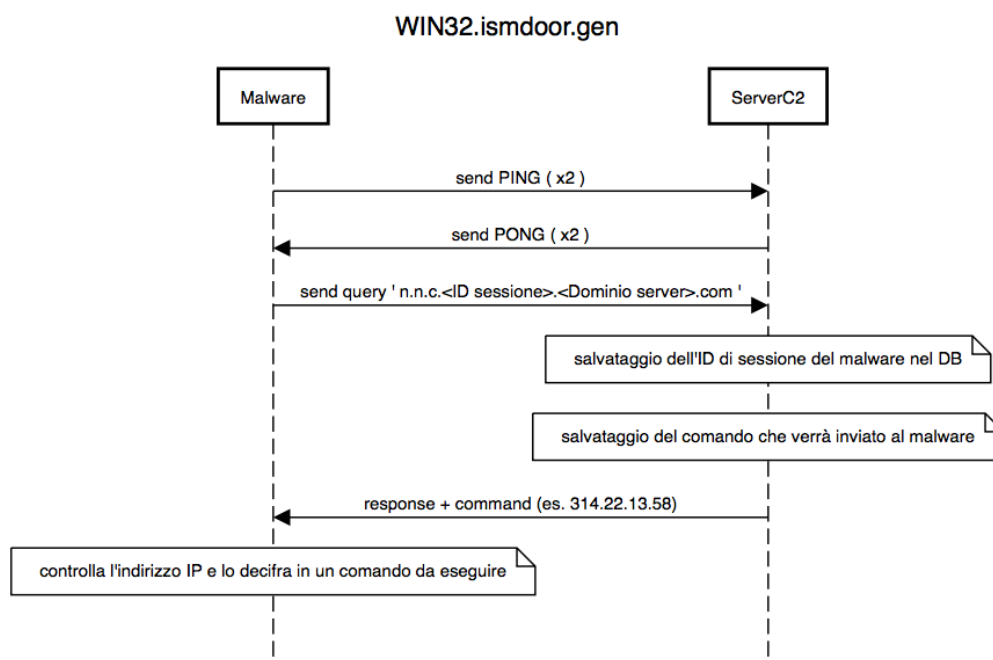 WIN32.ismdoor.gen
Malware
ServerC2
send PING ( x2 )
send PONG ( x2 )
send query ' n.n.c.<ID sessione>.<Dominio server>.com '
salvataggio dell'ID di sessione del malware nel DB
salvataggio del comando che verrà inviato al malware
response + command (es. 314.22.13.58)
controlla l'indirizzo IP e lo decifra in un comando da eseguire